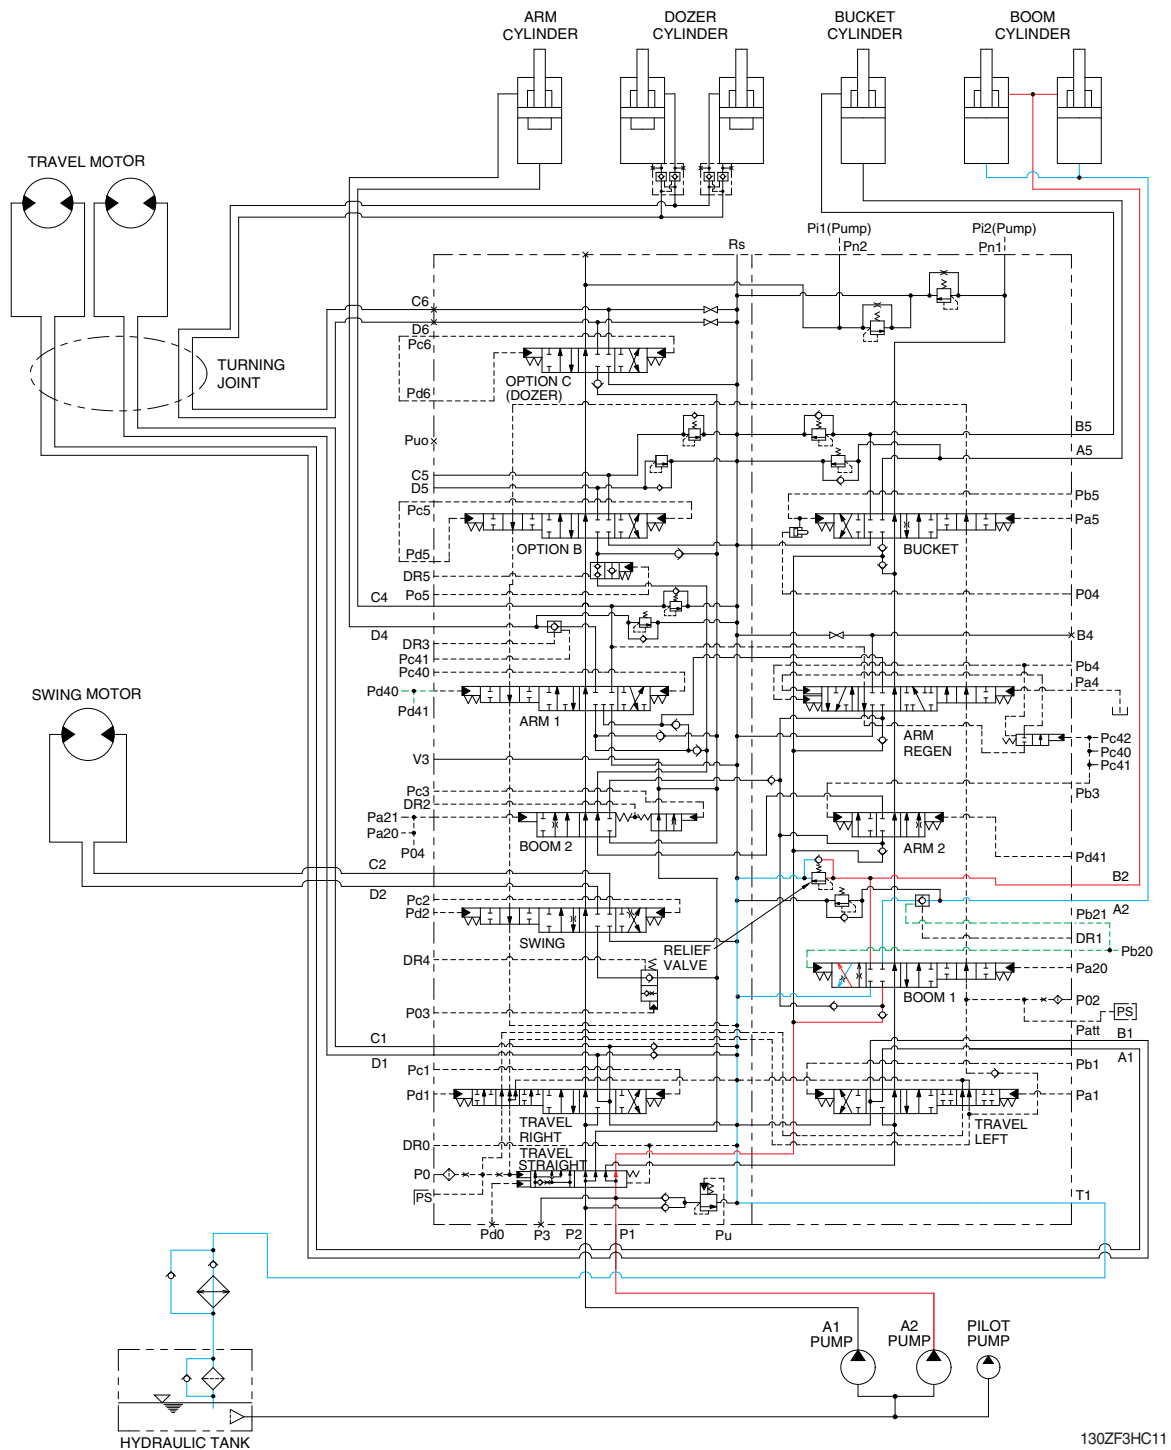 ARM
CYLINDER
DOZER
CYLINDER
BUCKET
CYLINDER
BOOM
CYLINDER
TRAVEL MOTOR
TURNING
JOINT
SWING MOTOR
Pi1(Pump)
Pn2
Pi2(Pump)
Pn1
Rs
C6
D6
Pc6
OPTION C
(DOZER)
Pd6
Puo
B5
A5
C5
D5
Pc5
Pb5
Pa5
OPTION B
BUCKET
Pd5
DR5
Po5
P04
C4
D4
DR3
Pc41
Pc40
B4
Pb4
Pa4
Pd40
Pd41
ARM 1
ARM
REGEN
Pc42
Pc40
Pc41
V3
Pc3
DR2
Pb3
Pa21
Pa20
P04
BOOM 2
ARM 2
Pd41
C2
D2
B2
Pc2
Pd2
SWING
RELIEF
VALVE
Pb21
A2
DR1
Pb20
DR4
BOOM 1
Pa20
P03
P02
PS
Patt
C1
D1
B1
A1
Pc1
Pb1
Pd1
Pa1
TRAVEL
RIGHT
TRAVEL
LEFT
DR0
TRAVEL
STRAIGHT
P0
PS
T1
Pd0
P3
P2
P1
Pu
A1
PUMP
A2
PUMP
PILOT
PUMP
HYDRAULIC TANK
130ZF3HC11